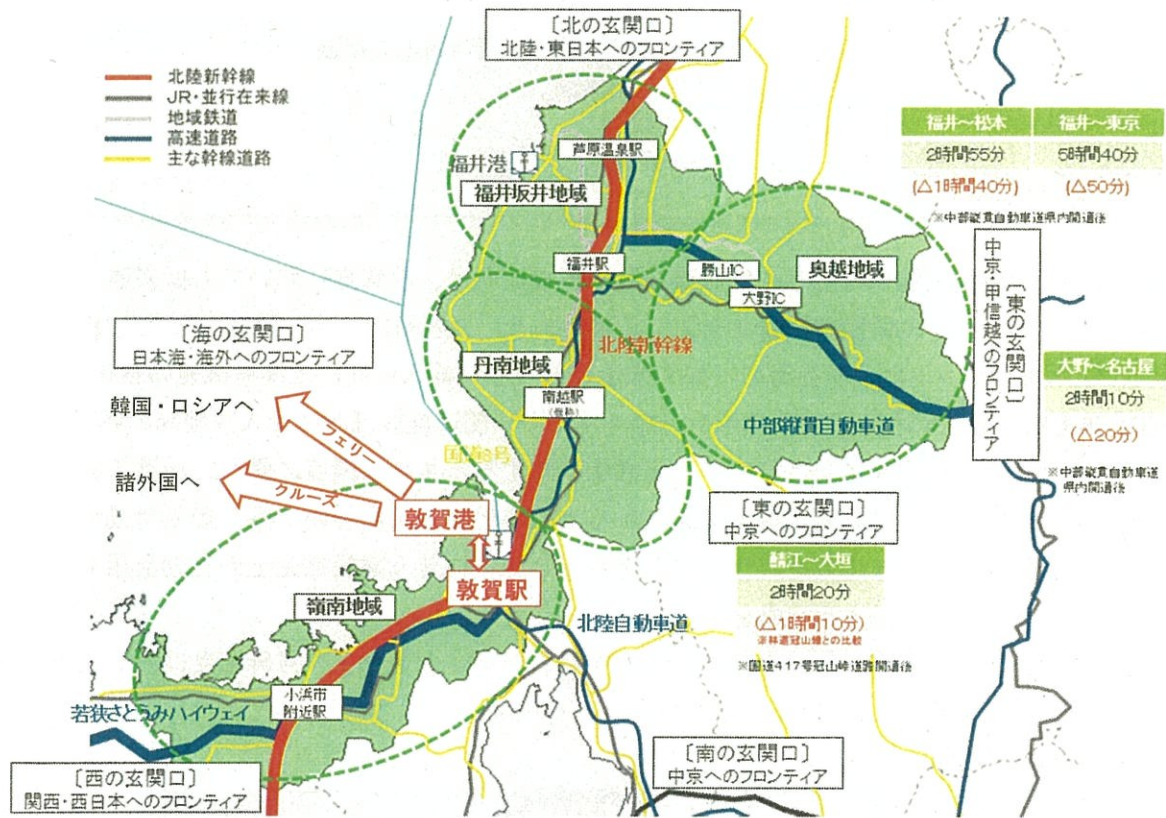 〔北の玄関口〕
北陸・東日本へのフロンティア
北陸新幹線
JR・並行在来線
地域鉄道
高速道路
主な幹線道路
福井～松本
2時間55分
(△1時間40分)
福井～東京
5時間40分
(△50分)
※中部縦貫自動車道県内開通後
芦原温泉駅
福井港
福井坂井地域
福井駅
勝山IC
奥越地域
大野IC
〔東の玄関口〕
中京・甲信越へのフロンティア
〔海の玄関口〕
日本海・海外へのフロンティア
北陸新幹線
丹南地域
南越駅
(仮称)
大野～名古屋
2時間10分
(△20分)
※中部縦貫自動車道
県内開通後
韓国・ロシアへ
フェリー
中部縦貫自動車道
国道8号
諸外国へ
クルーズ
敦賀港
〔東の玄関口〕
中京へのフロンティア
鯖江～大垣
2時間20分
(△1時間10分)
※林道冠山線との比較
※国道417号冠山峠道路開通後
敦賀駅
嶺南地域
北陸自動車道
小浜市
附近駅
若狭さとうみハイウェイ
〔南の玄関口〕
中京へのフロンティア
〔西の玄関口〕
関西・西日本へのフロンティア